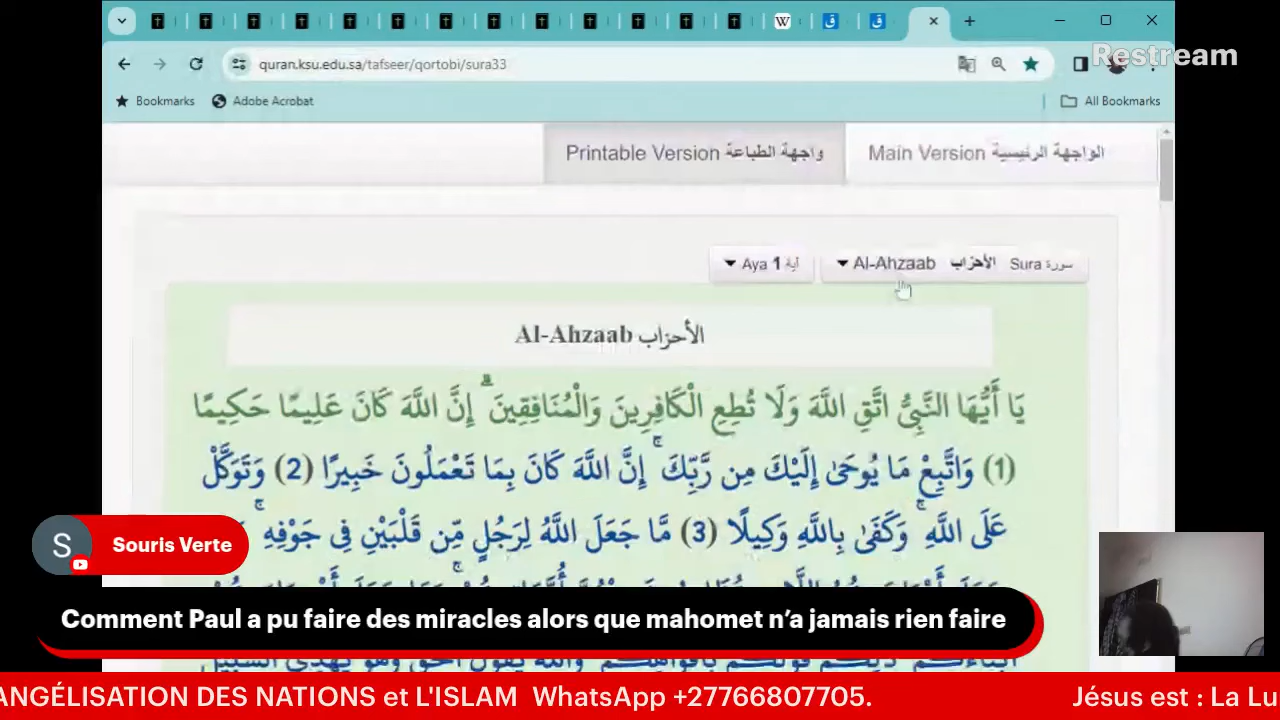 quran.ksu.edu.sa/tafseer/qortobi/sura33
Restream
Bookmarks
Adobe Acrobat
All Bookmarks
Printable Version واجهة الطباعة
Main Version الواجهة الرئيسية
Aya 1 آية
Al-Ahzaab الأحزاب Sura سورة
Al-Ahzaab الأحزاب
يَا أَيُّهَا النَّبِيُّ اتَّقِ اللَّهَ وَلَا تُطِعِ الْكَافِرِينَ وَالْمُنَافِقِينَ ۗ إِنَّ اللَّهَ كَانَ عَلِيمًا حَكِيمًا
(1) وَاتَّبِعْ مَا يُوحَىٰ إِلَيْكَ مِن رَّبِّكَ ۚ إِنَّ اللَّهَ كَانَ بِمَا تَعْمَلُونَ خَبِيرًا (2) وَتَوَكَّلْ
عَلَى اللَّهِ ۚ وَكَفَىٰ بِاللَّهِ وَكِيلًا (3) مَّا جَعَلَ اللَّهُ لِرَجُلٍ مِّن قَلْبَيْنِ فِي جَوْفِهِ ۚ
S
Souris Verte
Comment Paul a pu faire des miracles alors que mahomet n’a jamais rien faire
ANGÉLISATION DES NATIONS et L'ISLAM WhatsApp +27766807705. Jésus est : La Lu